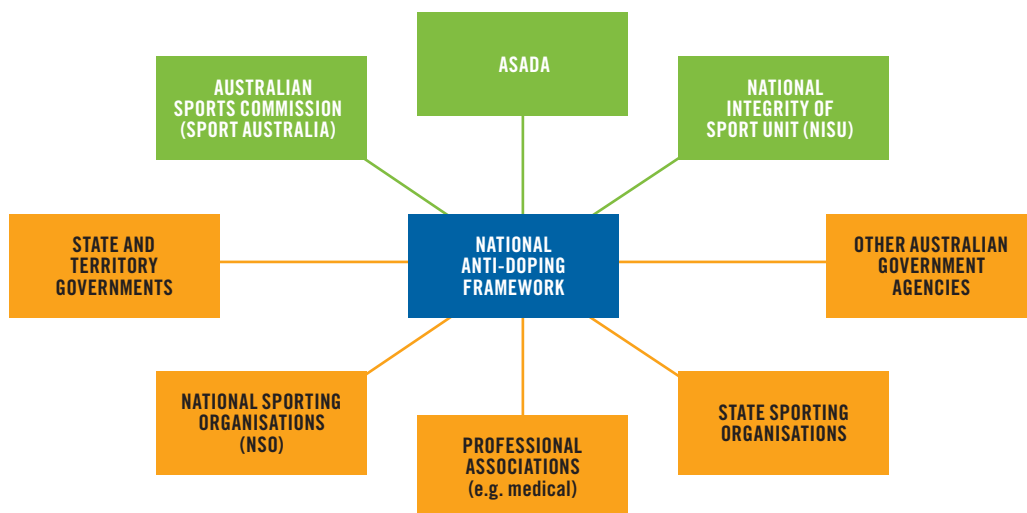 ASADA
AUSTRALIAN
SPORTS COMMISSION
(SPORT AUSTRALIA)
NATIONAL
INTEGRITY OF
SPORT UNIT (NISU)
STATE AND
TERRITORY
GOVERNMENTS
NATIONAL
ANTI-DOPING
FRAMEWORK
OTHER AUSTRALIAN
GOVERNMENT
AGENCIES
NATIONAL SPORTING
ORGANISATIONS
(NSO)
PROFESSIONAL
ASSOCIATIONS
(e.g. medical)
STATE SPORTING
ORGANISATIONS